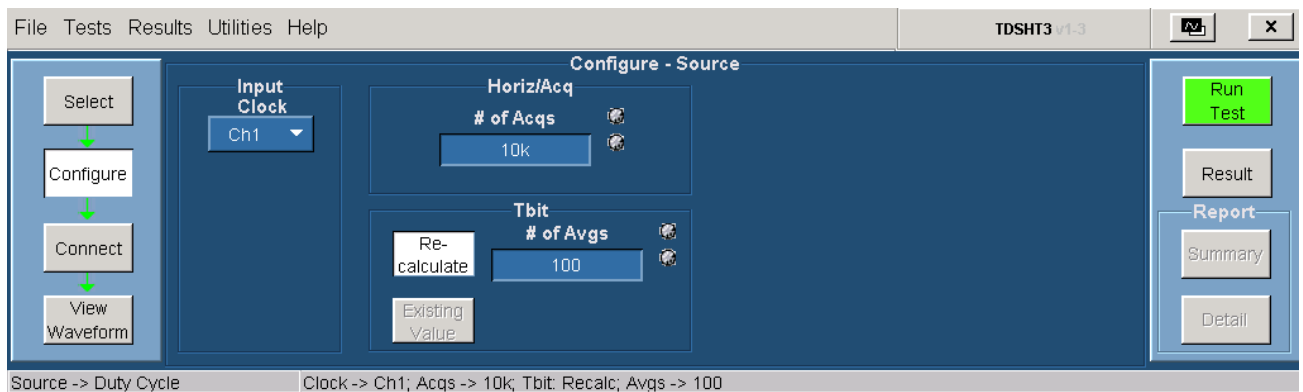 File Tests Results Utilities Help
TDSHT3 v1-3
x
Select
Configure
Connect
View
Waveform
Configure - Source
Input
Clock
Ch1
Horiz/Acq
# of Acqs
10k
Tbit
Re-
calculate
# of Avgs
100
Existing
Value
Run
Test
Result
Report
Summary
Detail
Source -> Duty Cycle
Clock -> Ch1; Acqs -> 10k; Tbit: Recalc; Avgs -> 100